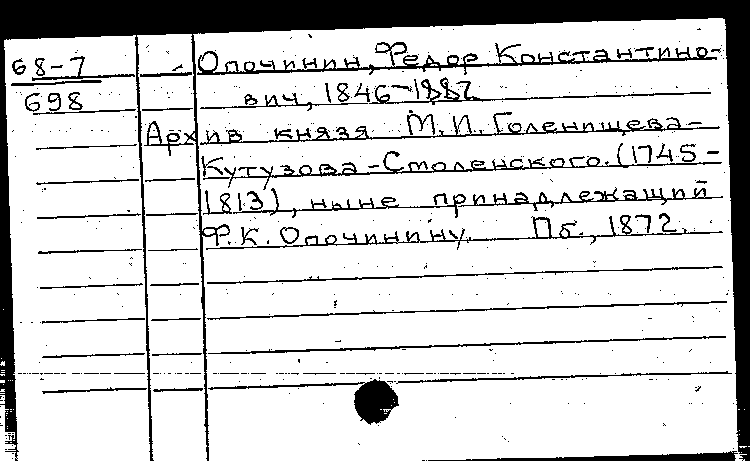 68-7 Опочинин, Федор Константино-
698 вич, 1846-1882
Архив князя М.И. Голенищева-
Кутузова-Смоленского. (1745-
1813), ныне принадлежащий
Ф.К. Опочинину. Пб., 1872.